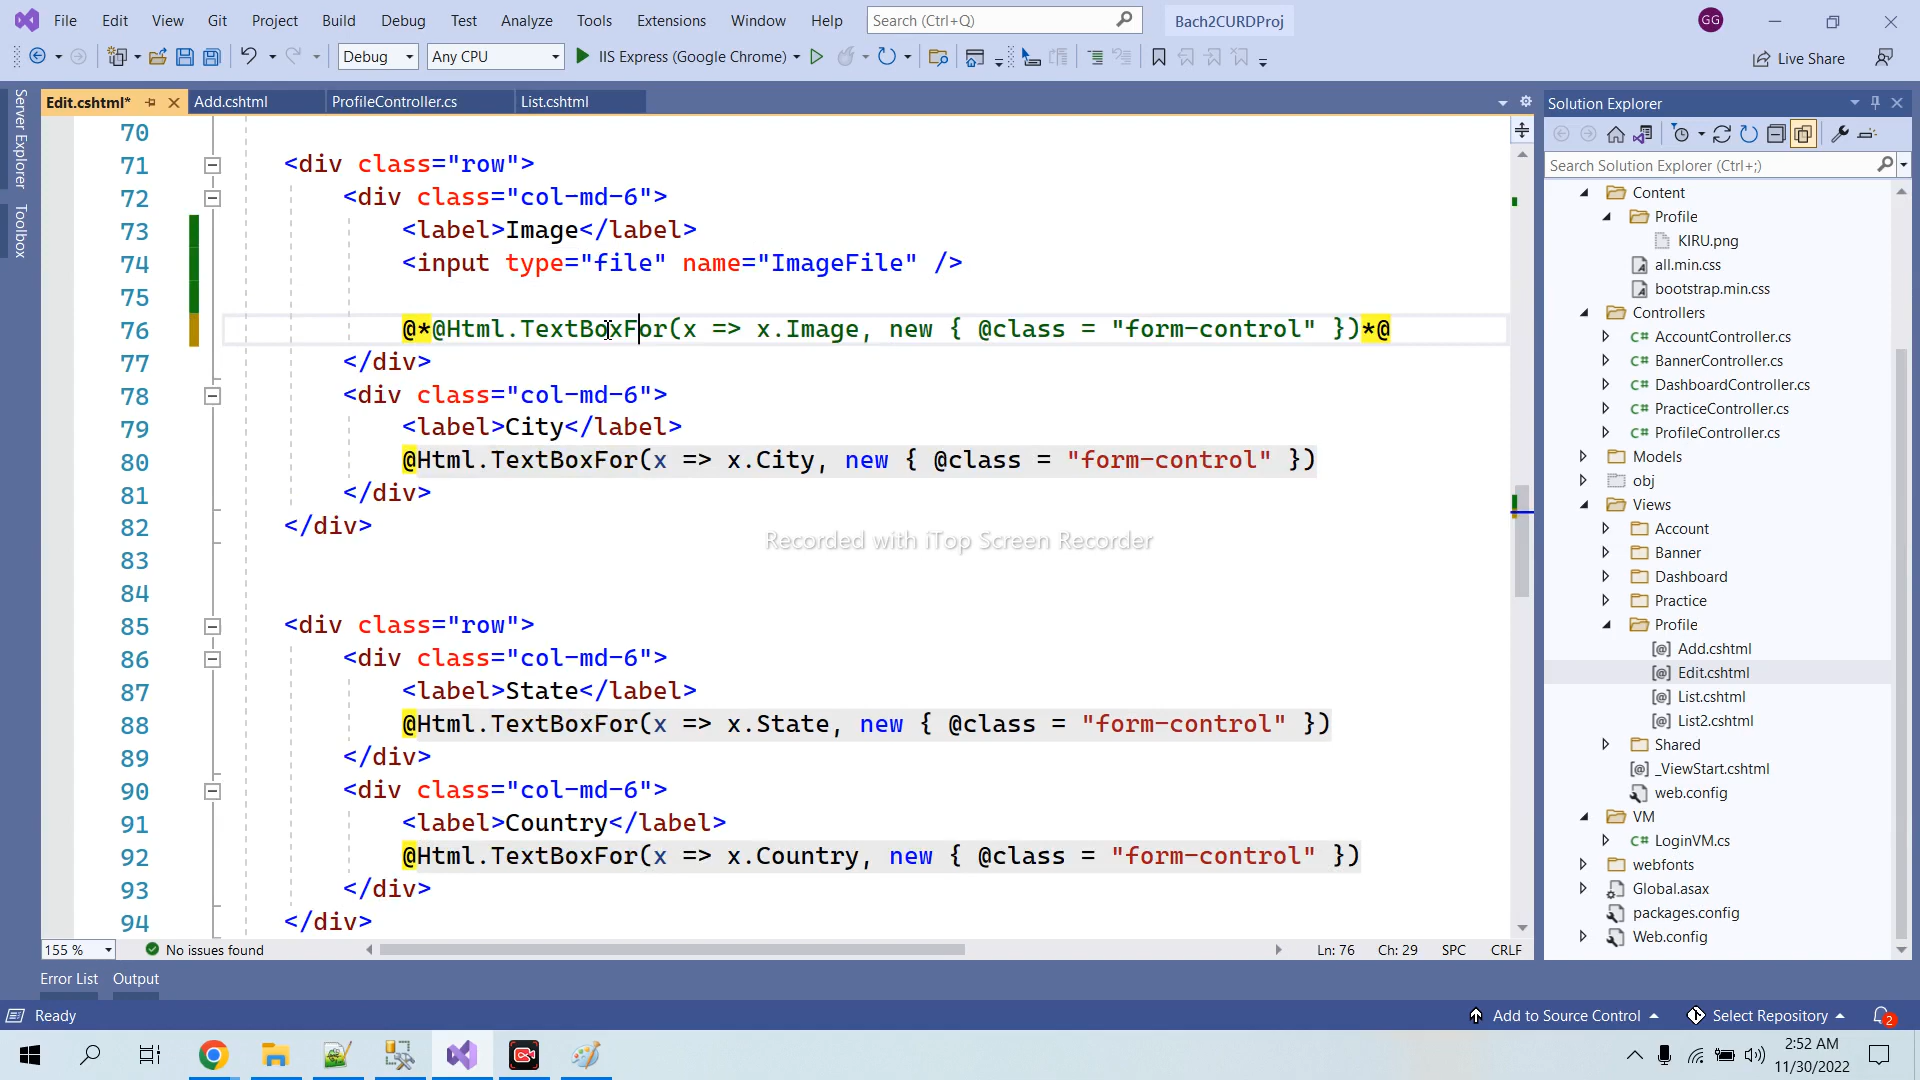 File Edit View Git Project Build Debug Test Analyze Tools Extensions Window Help Search (Ctrl+Q) Bach2CURDProj GG
Debug Any CPU IIS Express (Google Chrome) Live Share
Server Explorer
Toolbox
Edit.cshtml* Add.cshtml ProfileController.cs List.cshtml
70
71 <div class="row">
72 <div class="col-md-6">
73 <label>Image</label>
74 <input type="file" name="ImageFile" />
75
76 @*@Html.TextBoxFor(x => x.Image, new { @class = "form-control" })*@
77 </div>
78 <div class="col-md-6">
79 <label>City</label>
80 @Html.TextBoxFor(x => x.City, new { @class = "form-control" })
81 </div>
82 </div>
83
84
85 <div class="row">
86 <div class="col-md-6">
87 <label>State</label>
88 @Html.TextBoxFor(x => x.State, new { @class = "form-control" })
89 </div>
90 <div class="col-md-6">
91 <label>Country</label>
92 @Html.TextBoxFor(x => x.Country, new { @class = "form-control" })
93 </div>
94 </div>
Recorded with iTop Screen Recorder
155 % No issues found Ln: 76 Ch: 29 SPC CRLF
Solution Explorer
Search Solution Explorer (Ctrl+;)
Content
Profile
KIRU.png
all.min.css
bootstrap.min.css
Controllers
C# AccountController.cs
C# BannerController.cs
C# DashboardController.cs
C# PracticeController.cs
C# ProfileController.cs
Models
obj
Views
Account
Banner
Dashboard
Practice
Profile
[@] Add.cshtml
[@] Edit.cshtml
[@] List.cshtml
[@] List2.cshtml
Shared
[@] _ViewStart.cshtml
web.config
VM
C# LoginVM.cs
webfonts
Global.asax
packages.config
Web.config
Error List Output
Ready Add to Source Control Select Repository 2
2:52 AM
11/30/2022